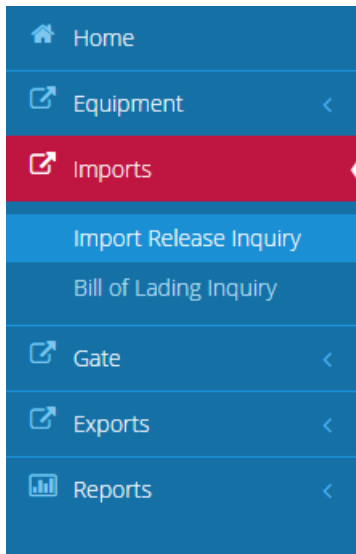 Home
Equipment
Imports
Import Release Inquiry
Bill of Lading Inquiry
Gate
Exports
Reports